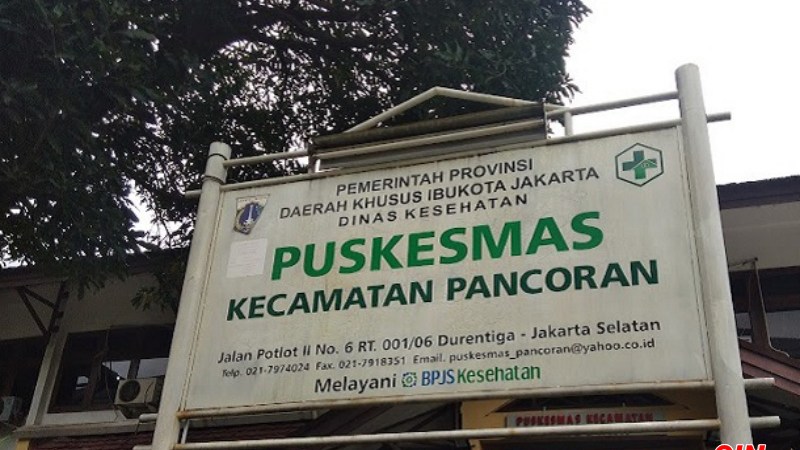 PEMERINTAH PROVINSI
DAERAH KHUSUS IBUKOTA JAKARTA
DINAS KESEHATAN
PUSKESMAS
KECAMATAN PANCORAN
Jalan Potlot II No. 6 RT. 001/06 Durentiga - Jakarta Selatan
Telp. 021-7974024 Fax. 021-7918351 Email. puskesmas_pancoran@yahoo.co.id
Melayani BPJS Kesehatan
PUSKESMAS KECAMATAN